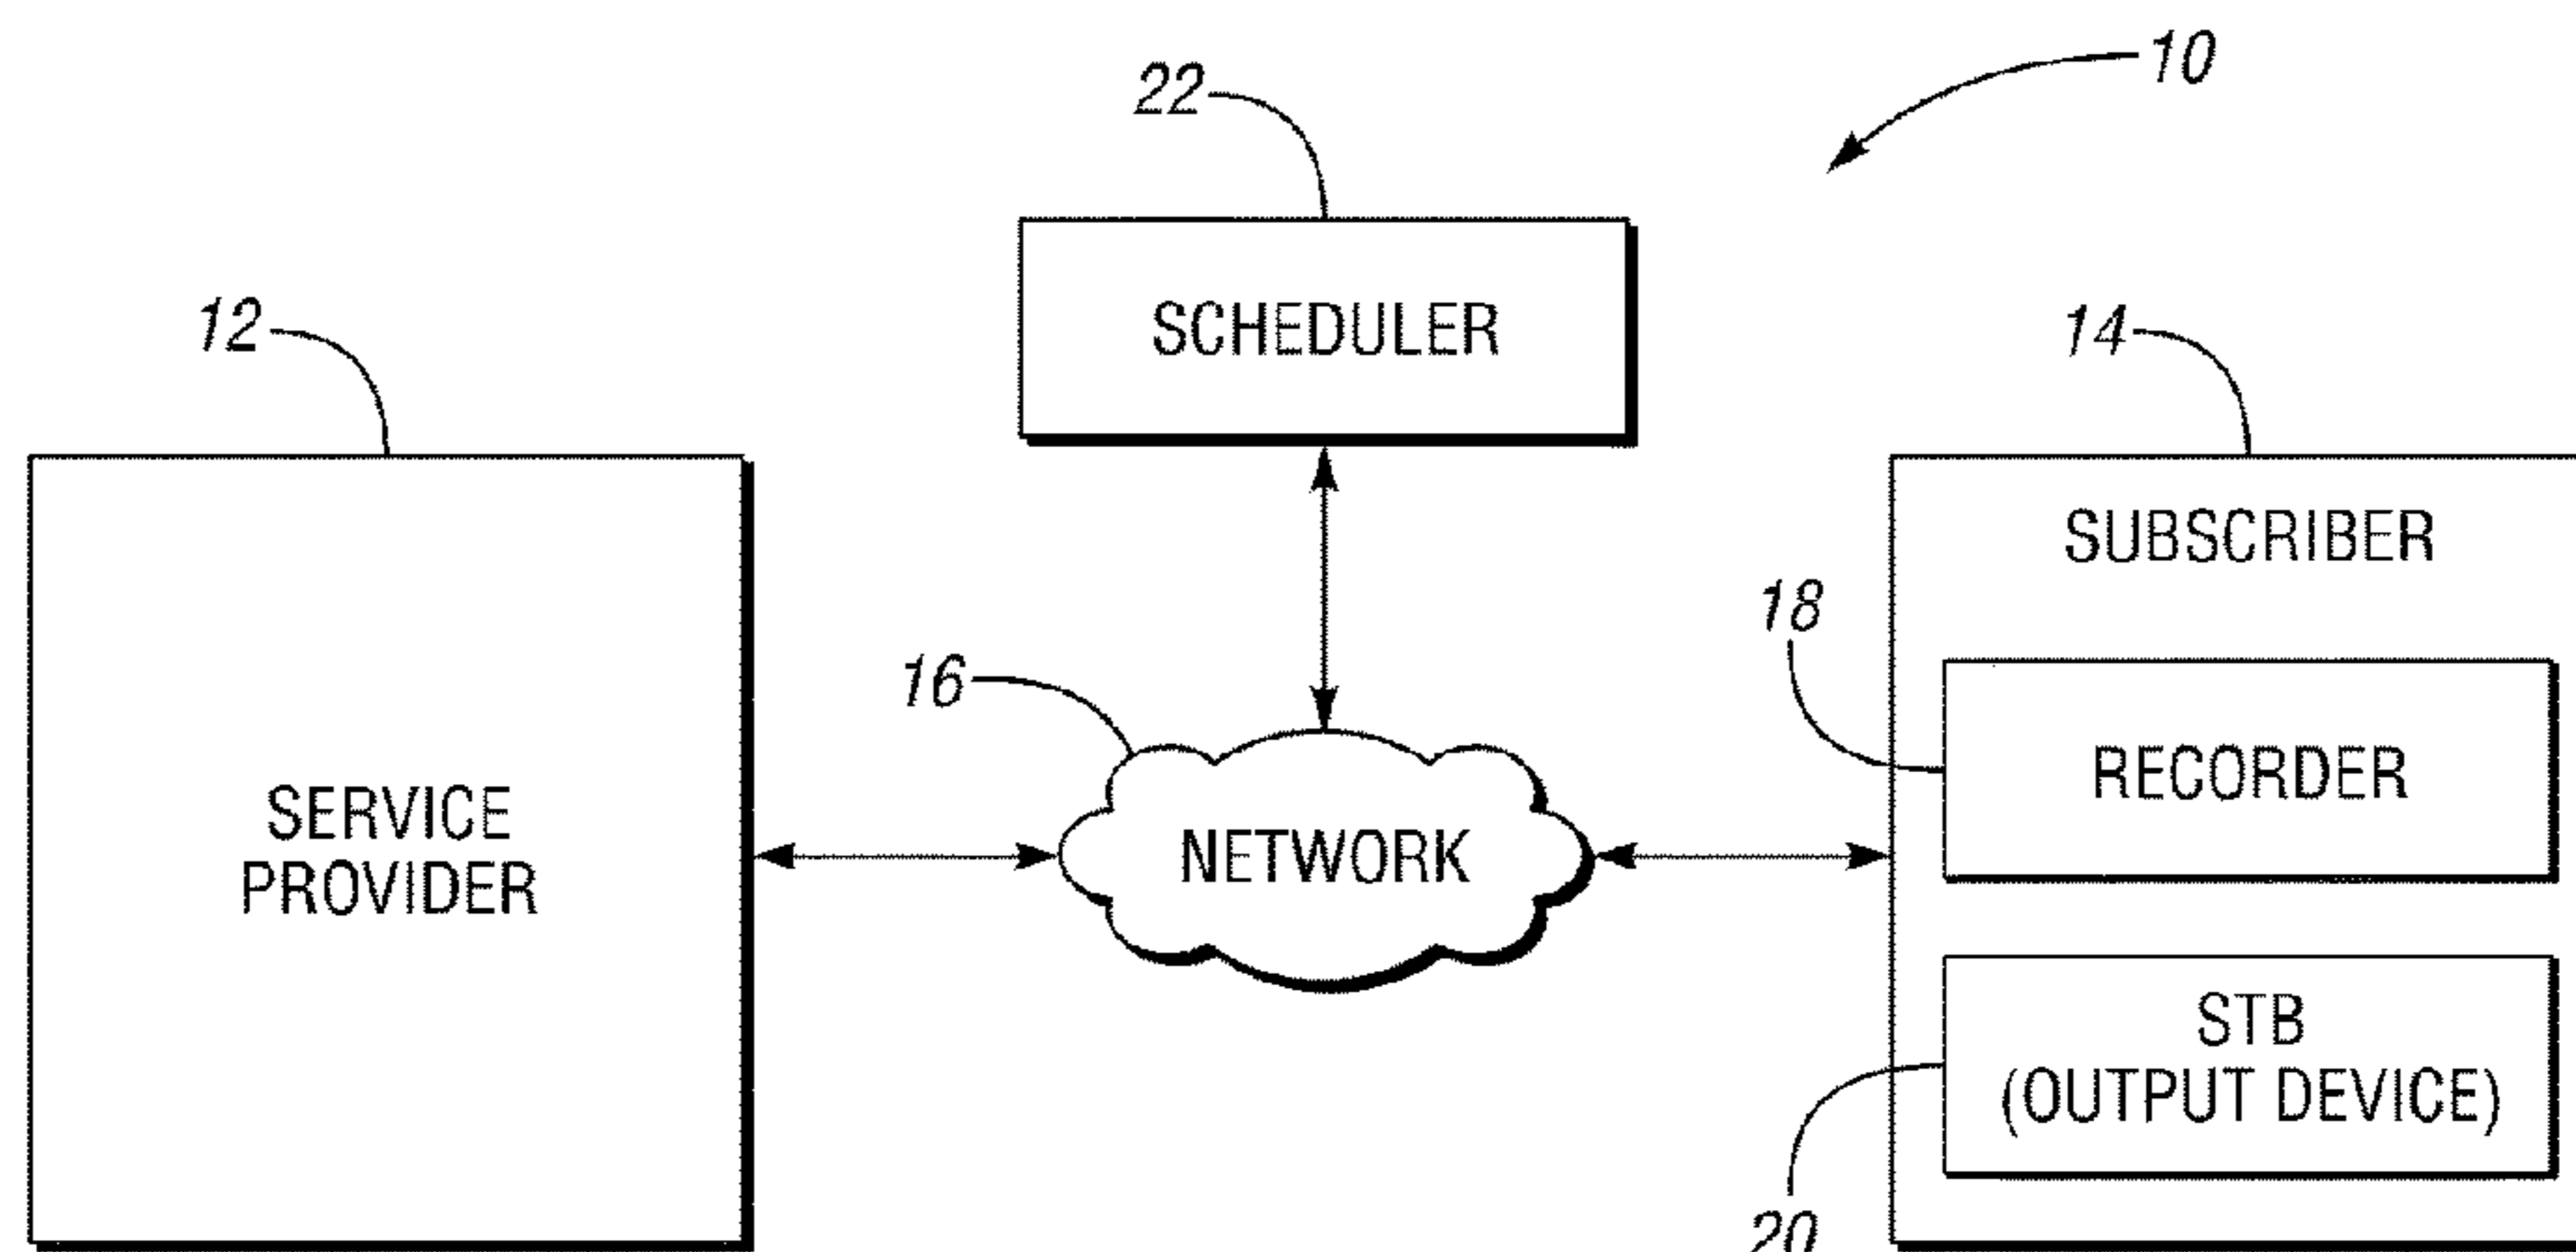 10
22
SCHEDULER
12
14
SUBSCRIBER
18
RECORDER
16
SERVICE
PROVIDER
NETWORK
STB
(OUTPUT DEVICE)
20